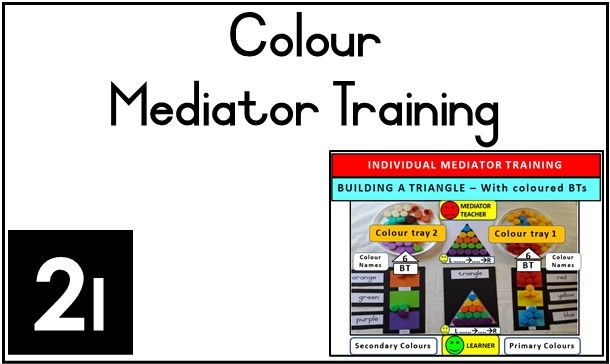 Colour
Mediator Training
INDIVIDUAL MEDIATOR TRAINING
BUILDING A TRIANGLE – With coloured BTs
MEDIATOR
TEACHER
Colour tray 2
Colour tray 1
L ......→......→R
Colour
Names
6
BT
6
BT
Colour
Names
orange
triangle
red
green
yellow
purple
blue
L ......→......→R
Secondary Colours
LEARNER
Primary Colours
2I